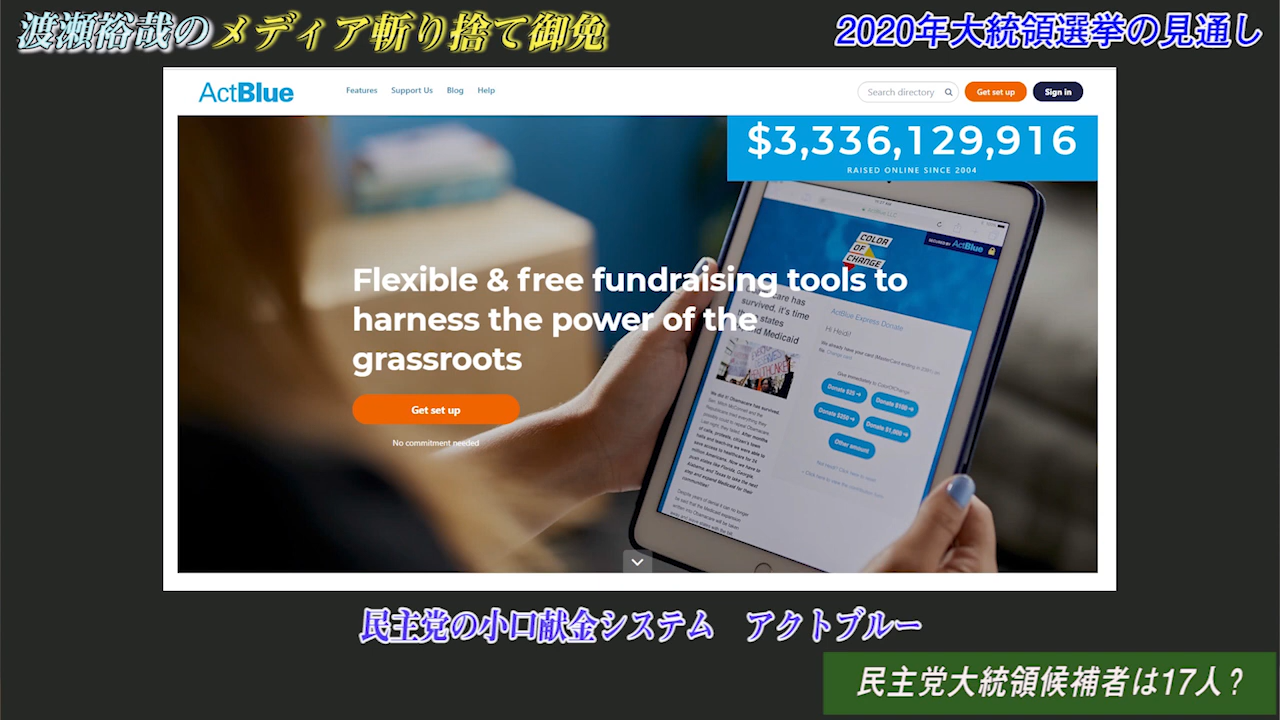 渡瀬裕哉のメディア斬り捨て御免
2020年大統領選挙の見通し
ActBlue
Features
Support Us
Blog
Help
Search directory
Get set up
Sign in
$3,336,129,916
RAISED ONLINE SINCE 2004
Flexible & free fundraising tools to
harness the power of the
grassroots
Get set up
No commitment needed
COLOR
OF
CHANGE
SECURED BY ActBlue
ActBlue Express Donate
Hi Heidi!
Donate $25
Donate $100
Donate $250
Donate $1,000
Other amount
民主党の小口献金システム アクトブルー
民主党大統領候補者は17人？